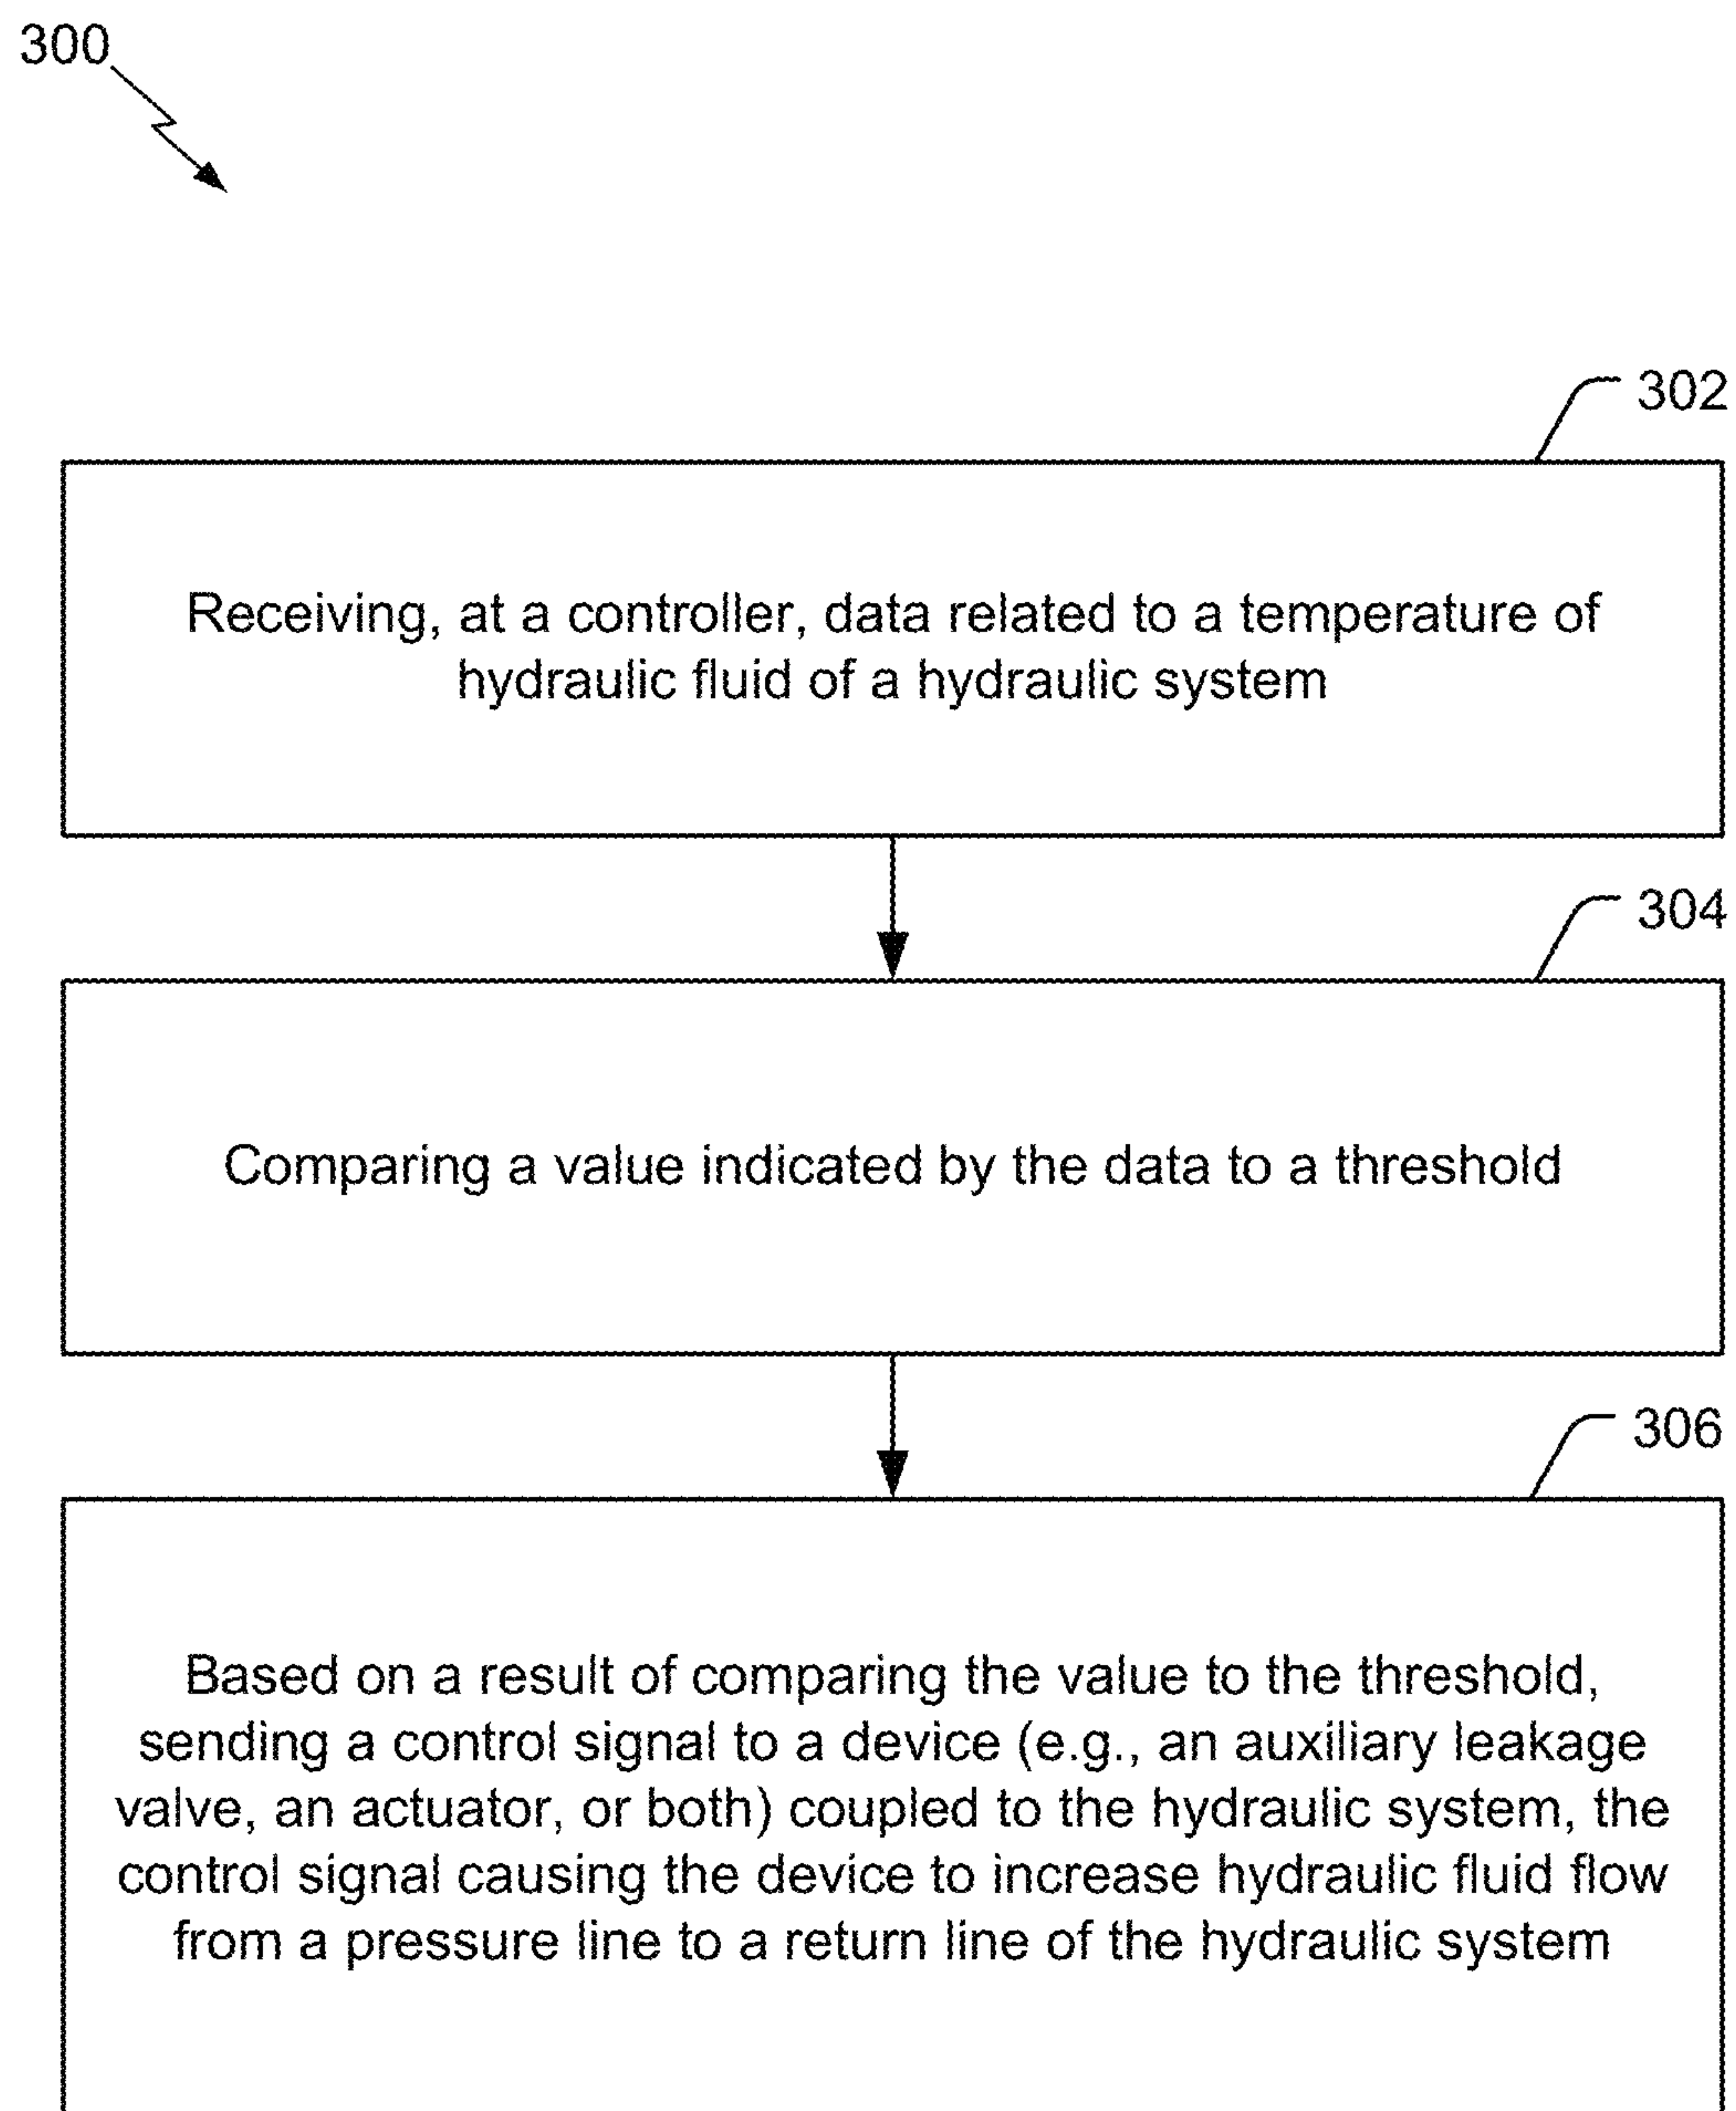 300
302
Receiving, at a controller, data related to a temperature of
hydraulic fluid of a hydraulic system
304
Comparing a value indicated by the data to a threshold
306
Based on a result of comparing the value to the threshold,
sending a control signal to a device (e.g., an auxiliary leakage
valve, an actuator, or both) coupled to the hydraulic system, the
control signal causing the device to increase hydraulic fluid flow
from a pressure line to a return line of the hydraulic system